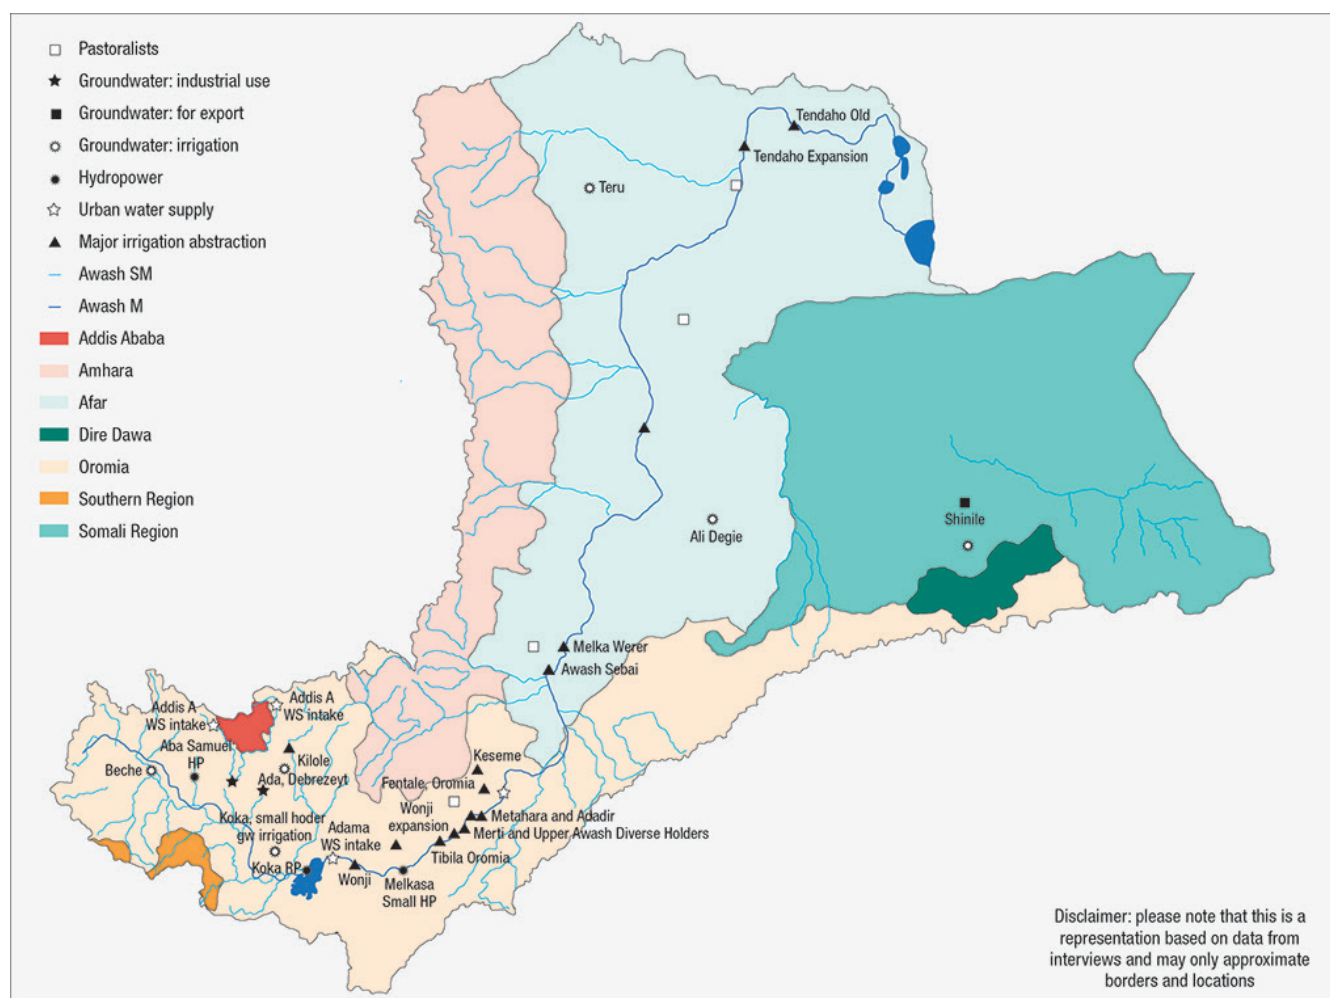 Pastoralists
Groundwater: industrial use
Groundwater: for export
Groundwater: irrigation
Hydropower
Urban water supply
Major irrigation abstraction
Awash SM
Awash M
Addis Ababa
Amhara
Afar
Dire Dawa
Oromia
Southern Region
Somali Region
Tendaho Old
Tendaho Expansion
Teru
Ali Degie
Shinile
Melka Werer
Awash Sebai
Addis A
WS intake
Addis A
WS intake
Aba Samuel
HP
Beche
Kilole
Ada, Debrezeyt
Keseme
Fentale, Oromia
Wonji
expansion
Metahara and Adadir
Merti and Upper Awash Diverse Holders
Tibila Oromia
Koka, small hoder
gw irrigation
Adama
WS intake
Koka RP
Wonji
Melkasa
Small HP
Disclaimer: please note that this is a
representation based on data from
interviews and may only approximate
borders and locations